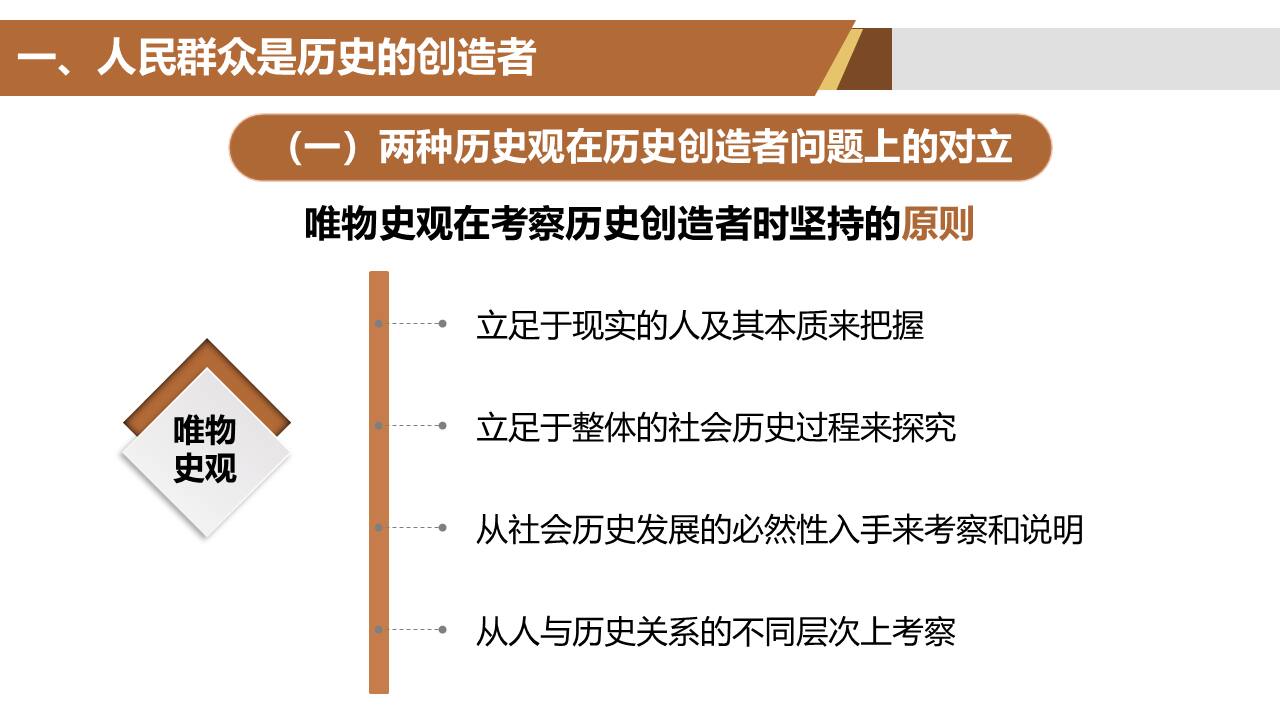 一、人民群众是历史的创造者
（一）两种历史观在历史创造者问题上的对立
唯物史观在考察历史创造者时坚持的原则
唯物
史观
立足于现实的人及其本质来把握
立足于整体的社会历史过程来探究
从社会历史发展的必然性入手来考察和说明
从人与历史关系的不同层次上考察